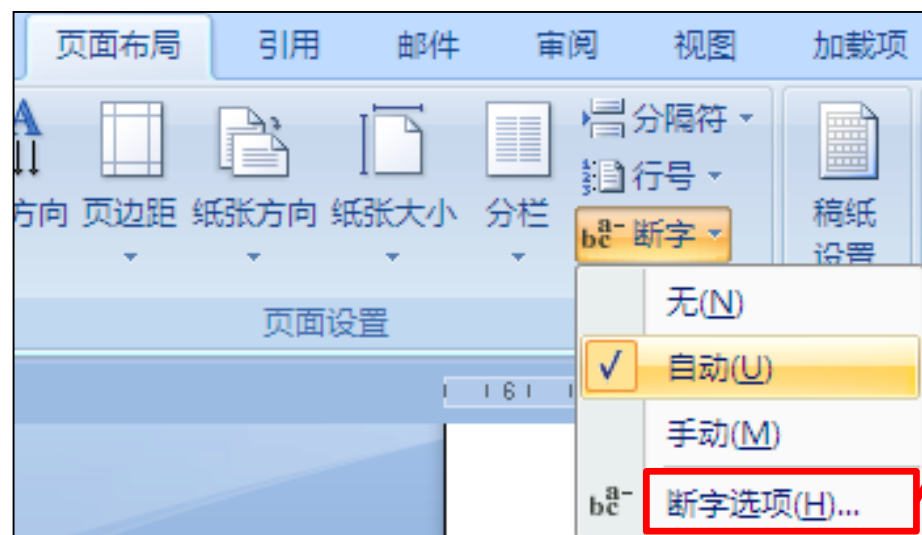 页面布局 引用 邮件 审阅 视图 加载项
分隔符
行号
方向 页边距 纸张方向 纸张大小 分栏 断字 稿纸
设置
页面设置
无(N)
自动(U)
6
手动(M)
断字选项(H)...